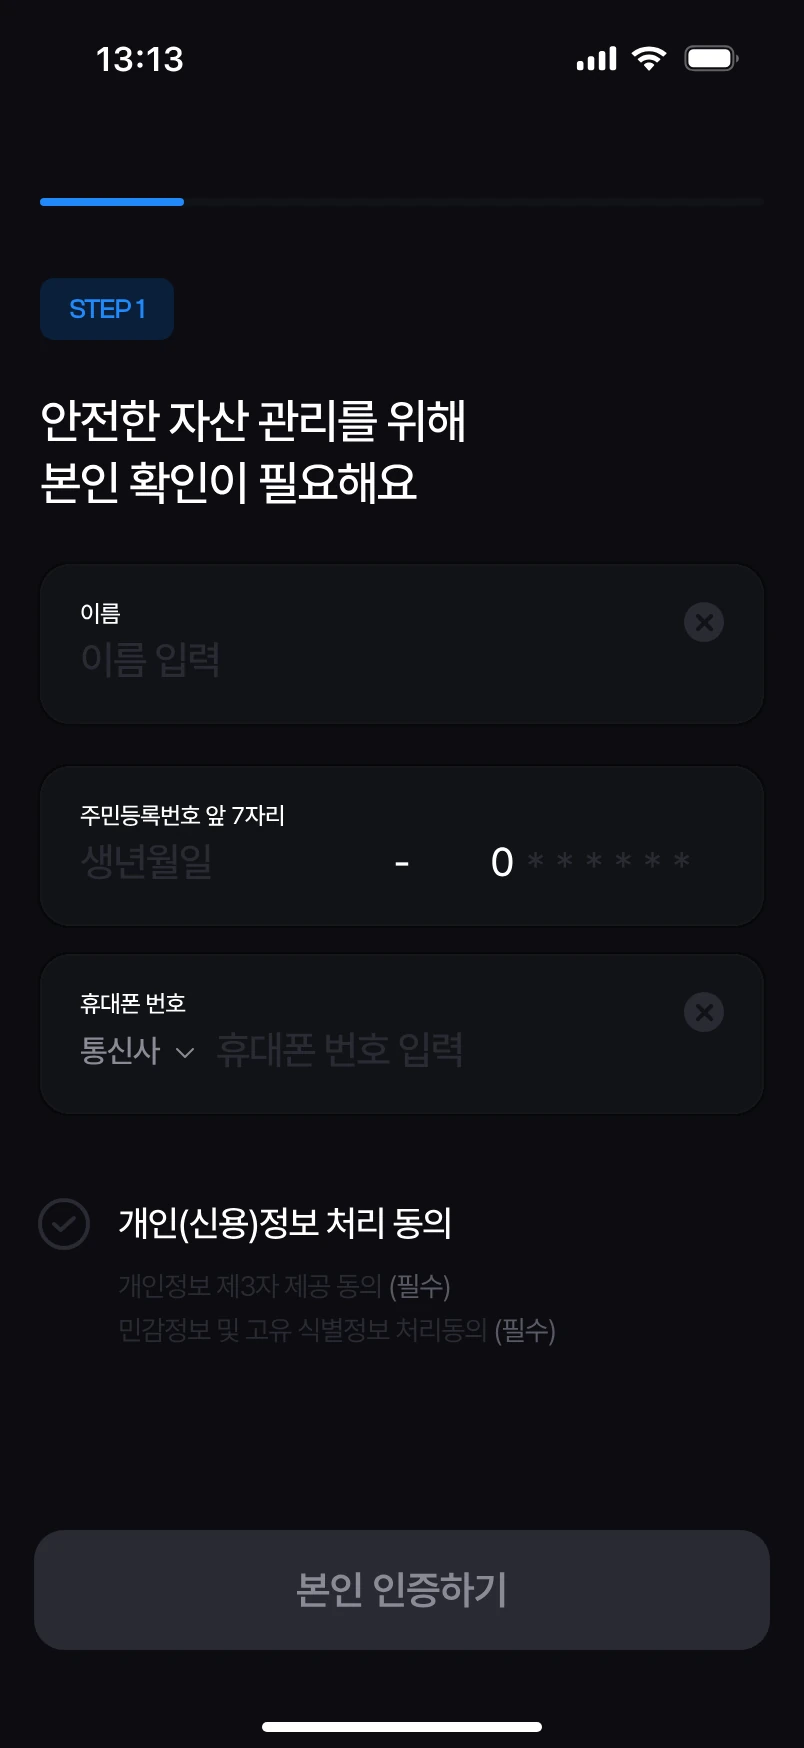 13:13
STEP 1
안전한 자산 관리를 위해
본인 확인이 필요해요
이름
이름 입력
주민등록번호 앞 7자리
생년월일 - 0 * * * * * *
휴대폰 번호
통신사 휴대폰 번호 입력
개인(신용)정보 처리 동의
개인정보 제3자 제공 동의 (필수)
민감정보 및 고유 식별정보 처리동의 (필수)
본인 인증하기